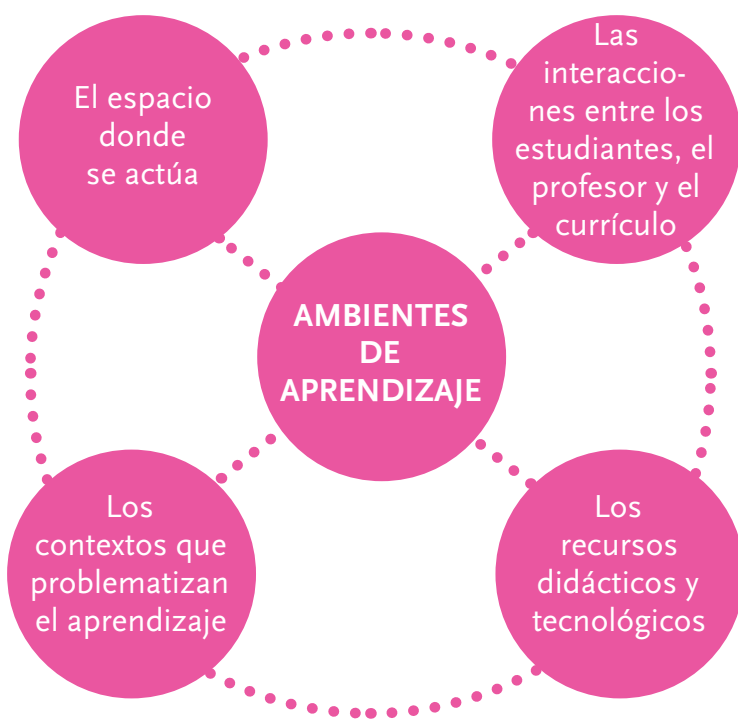 El espacio
donde
se actúa
Las
interaccio-
nes entre los
estudiantes, el
profesor y el
currículo
AMBIENTES
DE
APRENDIZAJE
Los
contextos que
problematizan
el aprendizaje
Los
recursos
didácticos y
tecnológicos